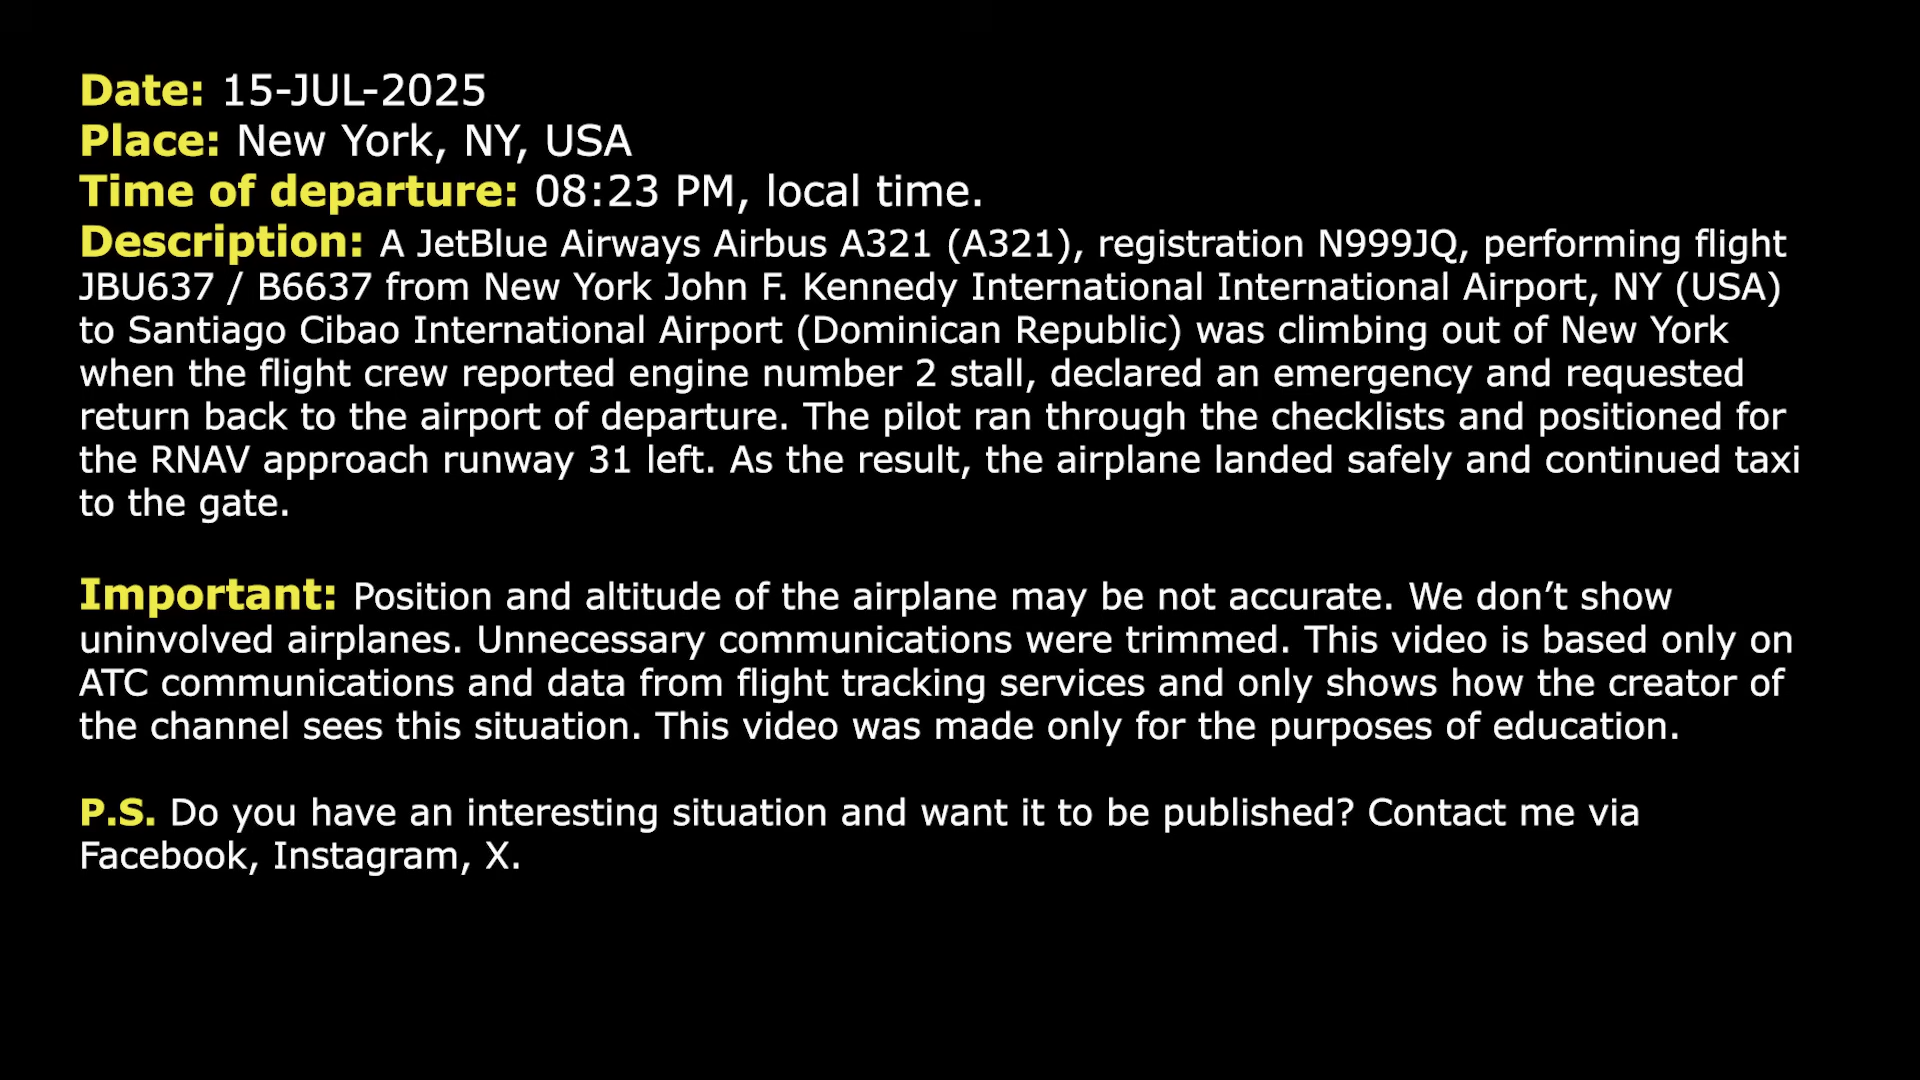 Date: 15-JUL-2025
Place: New York, NY, USA
Time of departure: 08:23 PM, local time.
Description: A JetBlue Airways Airbus A321 (A321), registration N999JQ, performing flight
JBU637 / B6637 from New York John F. Kennedy International International Airport, NY (USA)
to Santiago Cibao International Airport (Dominican Republic) was climbing out of New York
when the flight crew reported engine number 2 stall, declared an emergency and requested
return back to the airport of departure. The pilot ran through the checklists and positioned for
the RNAV approach runway 31 left. As the result, the airplane landed safely and continued taxi
to the gate.
Important: Position and altitude of the airplane may be not accurate. We don’t show
uninvolved airplanes. Unnecessary communications were trimmed. This video is based only on
ATC communications and data from flight tracking services and only shows how the creator of
the channel sees this situation. This video was made only for the purposes of education.
P.S. Do you have an interesting situation and want it to be published? Contact me via
Facebook, Instagram, X.